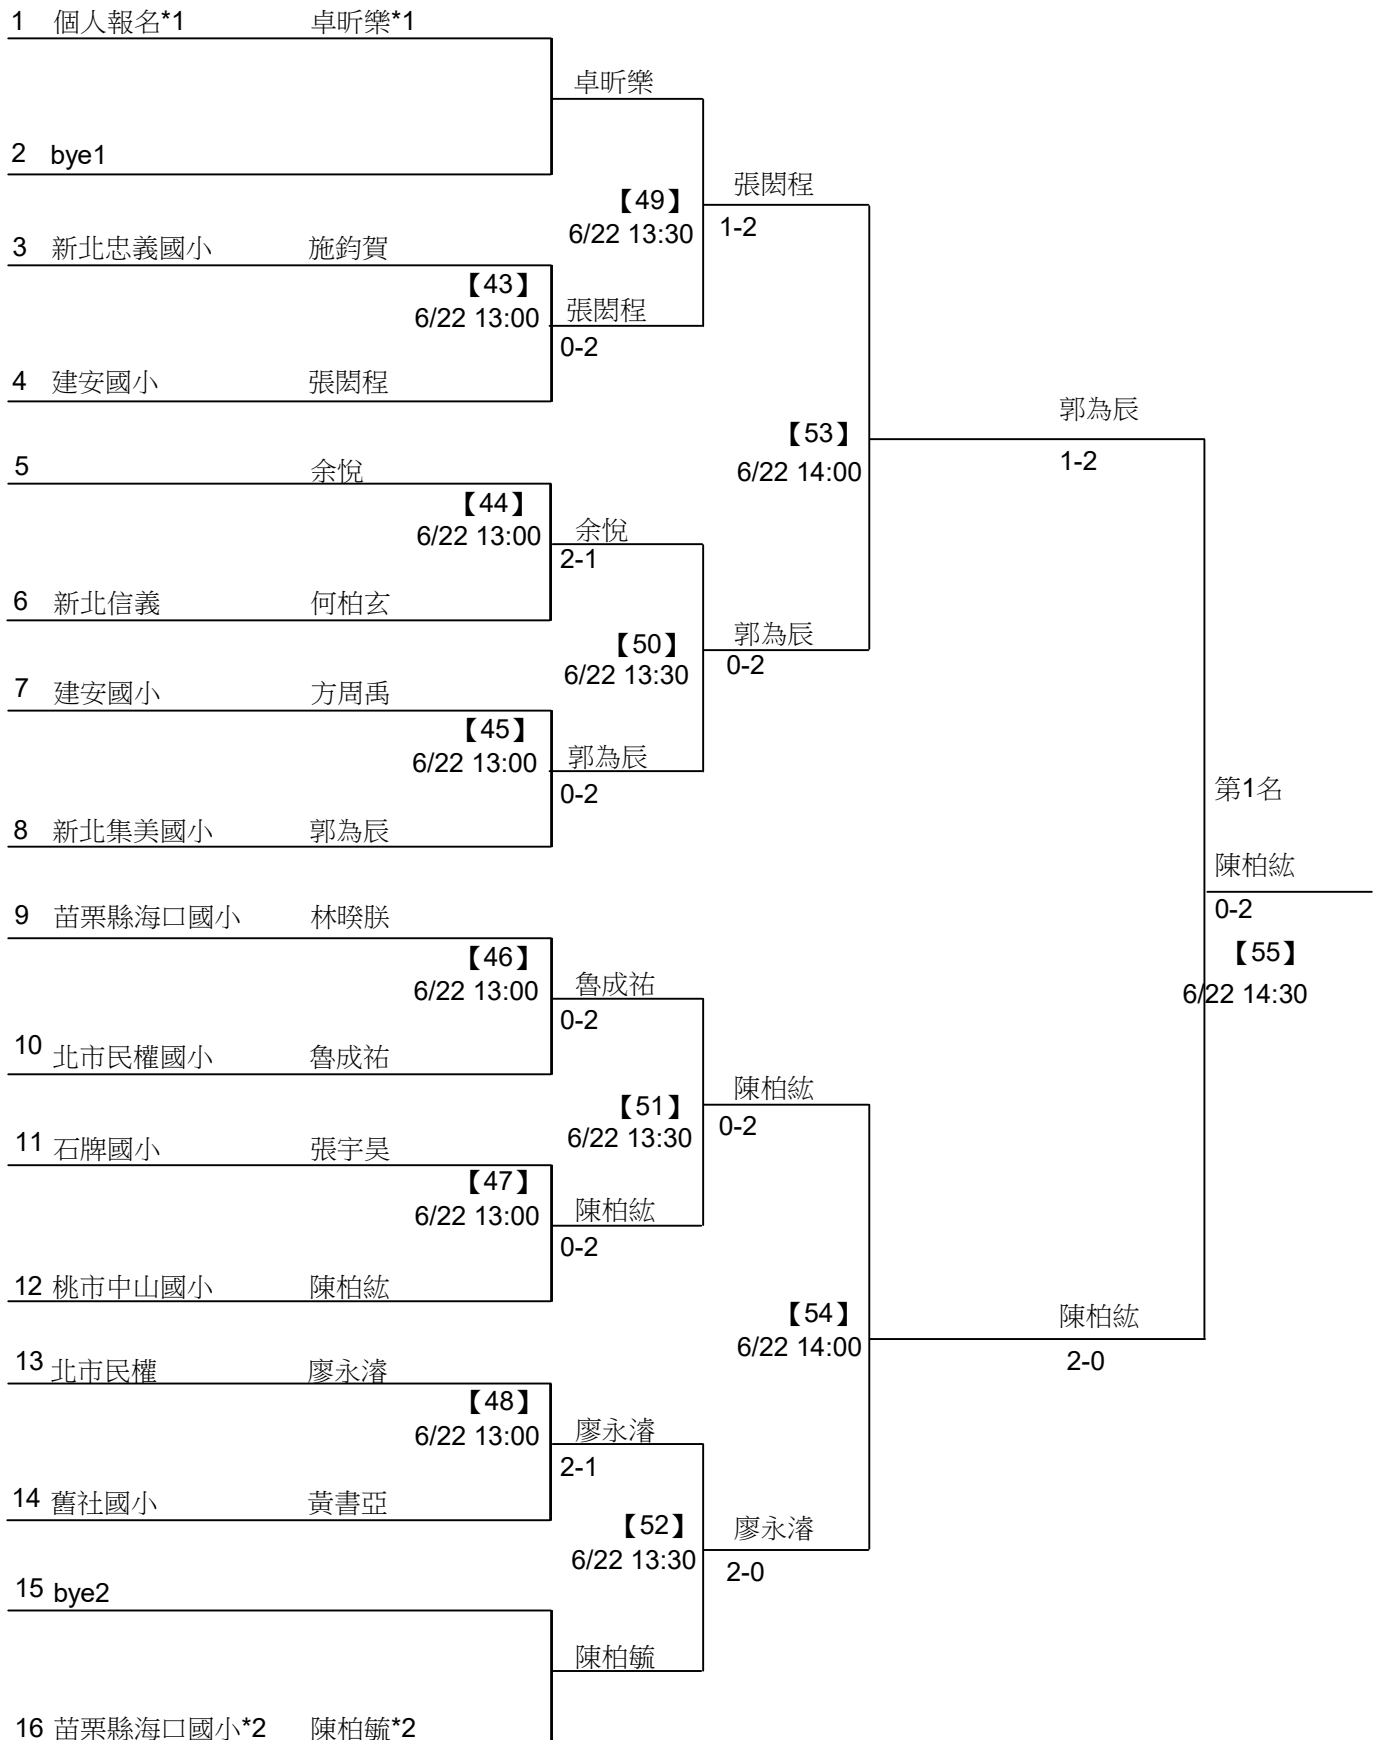 1 個人報名*1 卓昕樂*1
卓昕樂
2 bye1
張閎程
【49】
1-2
6/22 13:30
3 新北忠義國小 施鈞賀
【43】
張閎程
6/22 13:00
0-2
4 建安國小 張閎程
郭為辰
【53】
1-2
6/22 14:00
5 余悅
【44】
余悅
6/22 13:00
2-1
6 新北信義 何柏玄
郭為辰
【50】
0-2
6/22 13:30
7 建安國小 方周禹
【45】
郭為辰
6/22 13:00
0-2
第1名
8 新北集美國小 郭為辰
陳柏紘
0-2
9 苗栗縣海口國小 林暌朕
【55】
【46】
魯成祐
6/22 13:00
6/22 14:30
0-2
10 北市民權國小 魯成祐
陳柏紘
【51】
0-2
6/22 13:30
11 石牌國小 張宇昊
【47】
陳柏紘
6/22 13:00
0-2
12 桃市中山國小 陳柏紘
【54】
陳柏紘
6/22 14:00
2-0
13 北市民權 廖永濬
【48】
廖永濬
6/22 13:00
2-1
14 舊社國小 黃書亞
【52】
廖永濬
6/22 13:30
2-0
15 bye2
陳柏毓
16 苗栗縣海口國小*2 陳柏毓*2